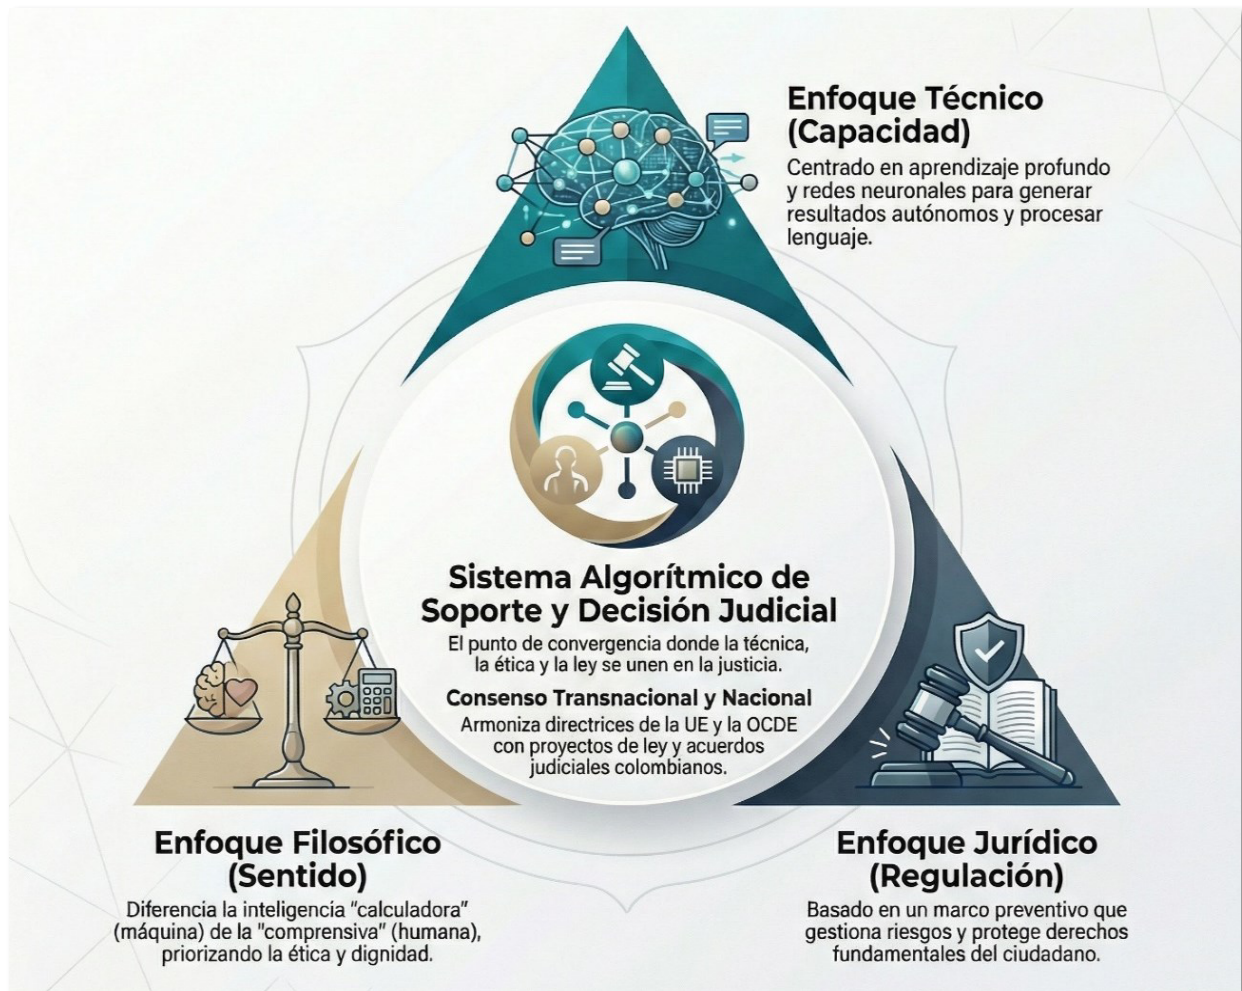 Enfoque Técnico
(Capacidad)
Centrado en aprendizaje profundo
y redes neuronales para generar
resultados autónomos y procesar
lenguaje.
Sistema Algorítmico de
Soporte y Decisión Judicial
El punto de convergencia donde la técnica,
la ética y la ley se unen en la justicia.
Consenso Transnacional y Nacional
Armoniza directrices de la UE y la OCDE
con proyectos de ley y acuerdos
judiciales colombianos.
Enfoque Filosófico
(Sentido)
Diferencia la inteligencia "calculadora"
(máquina) de la "comprensiva" (humana),
priorizando la ética y dignidad.
Enfoque Jurídico
(Regulación)
Basado en un marco preventivo que
gestiona riesgos y protege derechos
fundamentales del ciudadano.